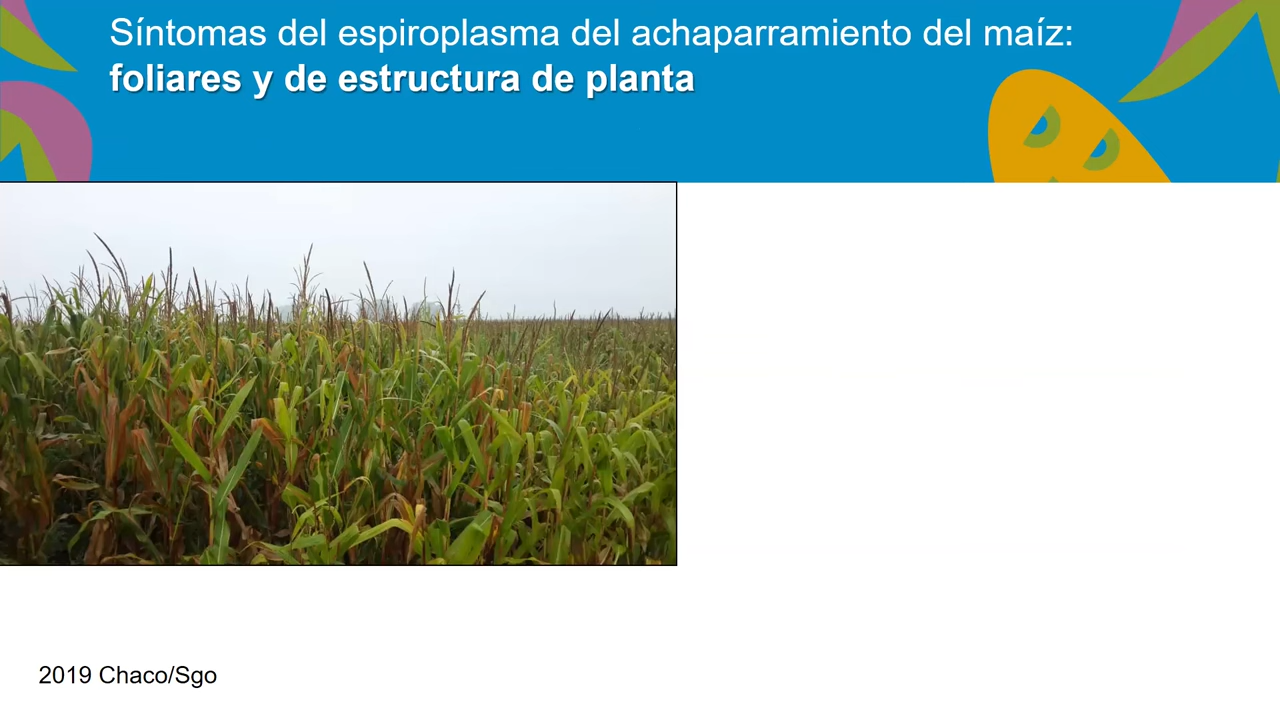 Síntomas del espiroplasma del achaparramiento del maíz:
foliares y de estructura de planta
2019 Chaco/Sgo